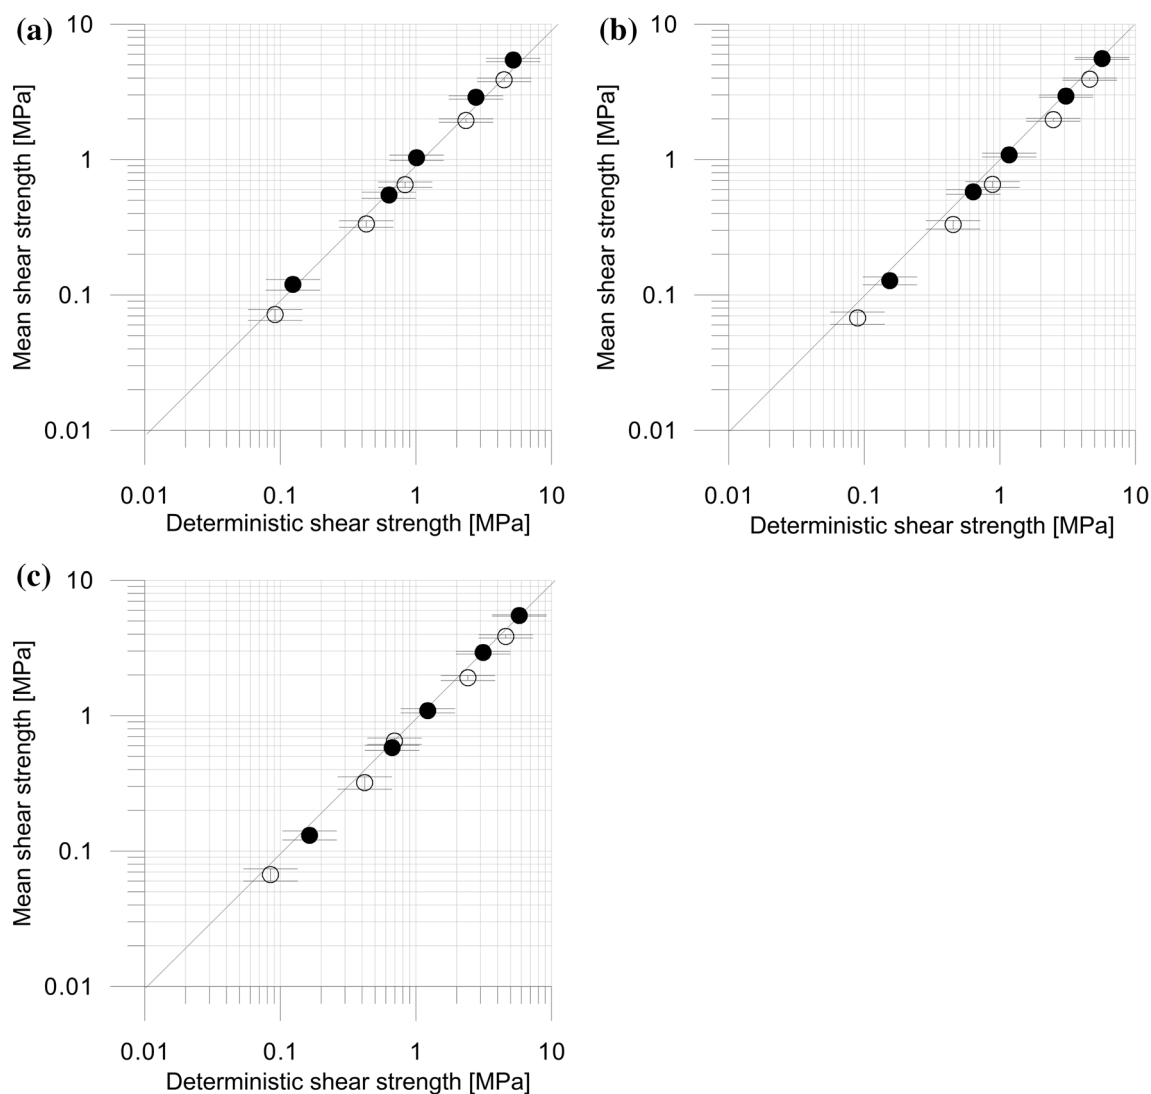 (a)
10
1
0.1
0.01
Mean shear strength [MPa]
0.01 0.1 1 10
Deterministic shear strength [MPa]
(b)
10
1
0.1
0.01
Mean shear strength [MPa]
0.01 0.1 1 10
Deterministic shear strength [MPa]
(c)
10
1
0.1
0.01
Mean shear strength [MPa]
0.01 0.1 1 10
Deterministic shear strength [MPa]